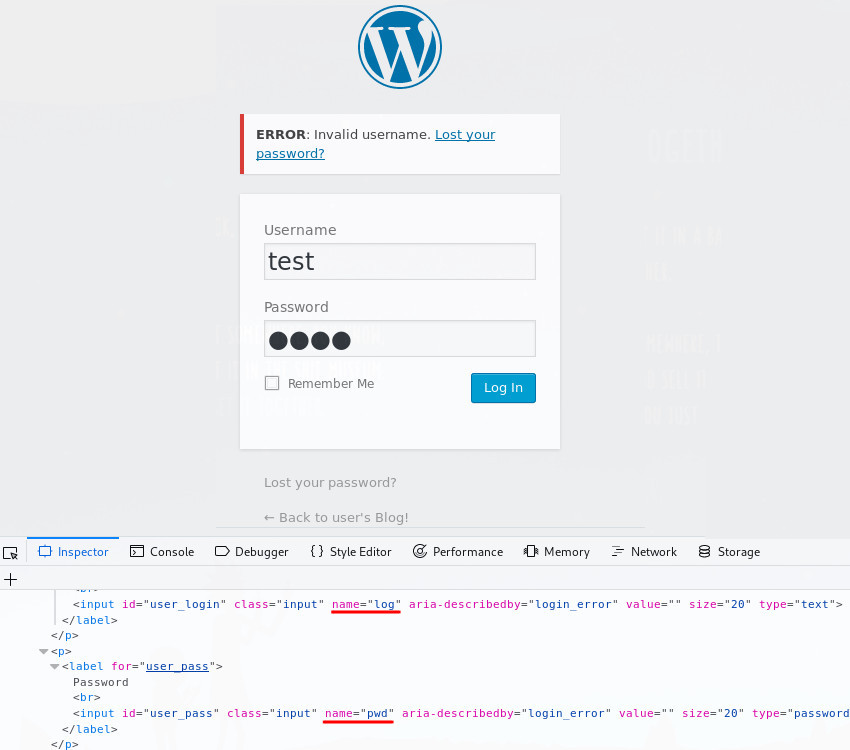 ERROR: Invalid username. Lost your
password?
Username
test
Password
●●●●
Remember Me
Log In
Lost your password?
← Back to user's Blog!
Inspector Console Debugger {} Style Editor Performance Memory Network Storage
+
<input id="user_login" class="input" name="log" aria-describedby="login_error" value="" size="20" type="text">
</label>
</p>
<p>
<label for="user_pass">
Password
<br>
<input id="user_pass" class="input" name="pwd" aria-describedby="login_error" value="" size="20" type="password
</label>
</p>